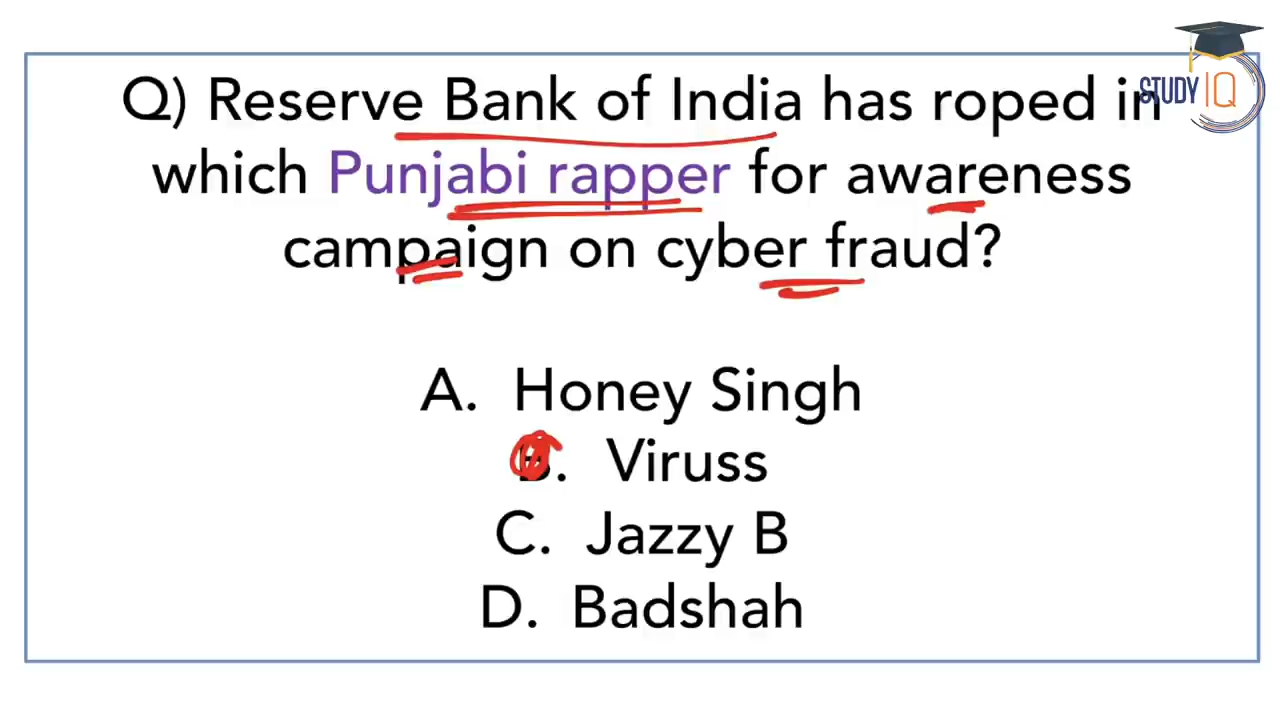 STUDY IQ
Q) Reserve Bank of India has roped in
which Punjabi rapper for awareness
campaign on cyber fraud?
A. Honey Singh
B. Viruss
C. Jazzy B
D. Badshah